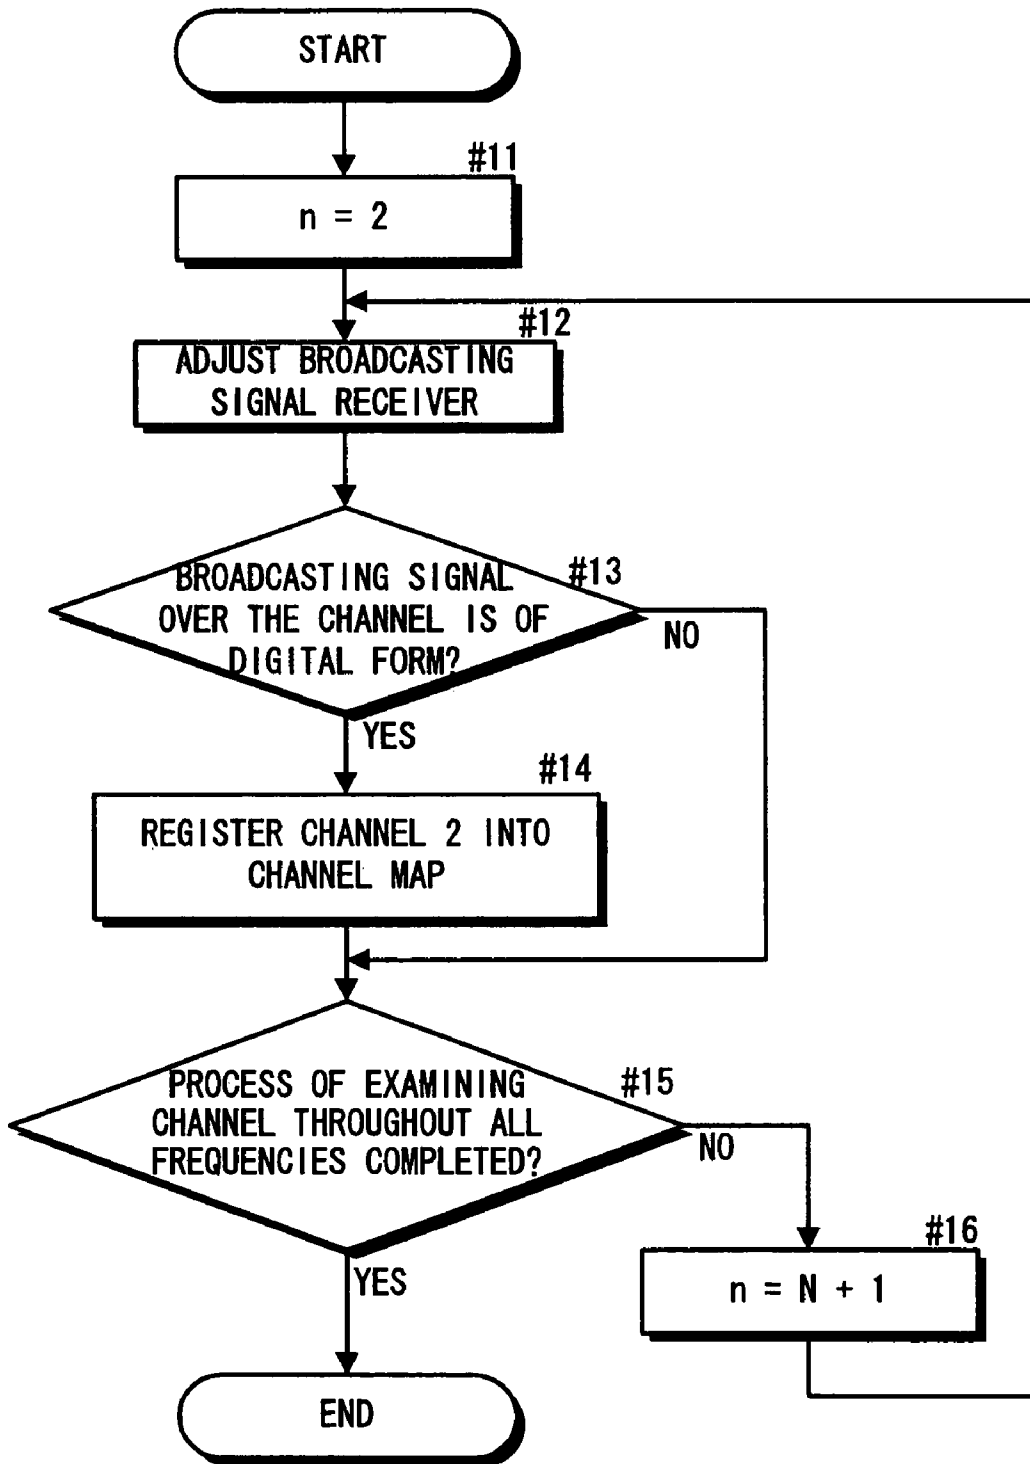 START
#11
n = 2
#12
ADJUST BROADCASTING
SIGNAL RECEIVER
#13
BROADCASTING SIGNAL
OVER THE CHANNEL IS OF
DIGITAL FORM?
NO
YES
#14
REGISTER CHANNEL 2 INTO
CHANNEL MAP
#15
PROCESS OF EXAMINING
CHANNEL THROUGHOUT ALL
FREQUENCIES COMPLETED?
NO
YES
#16
n = N + 1
END